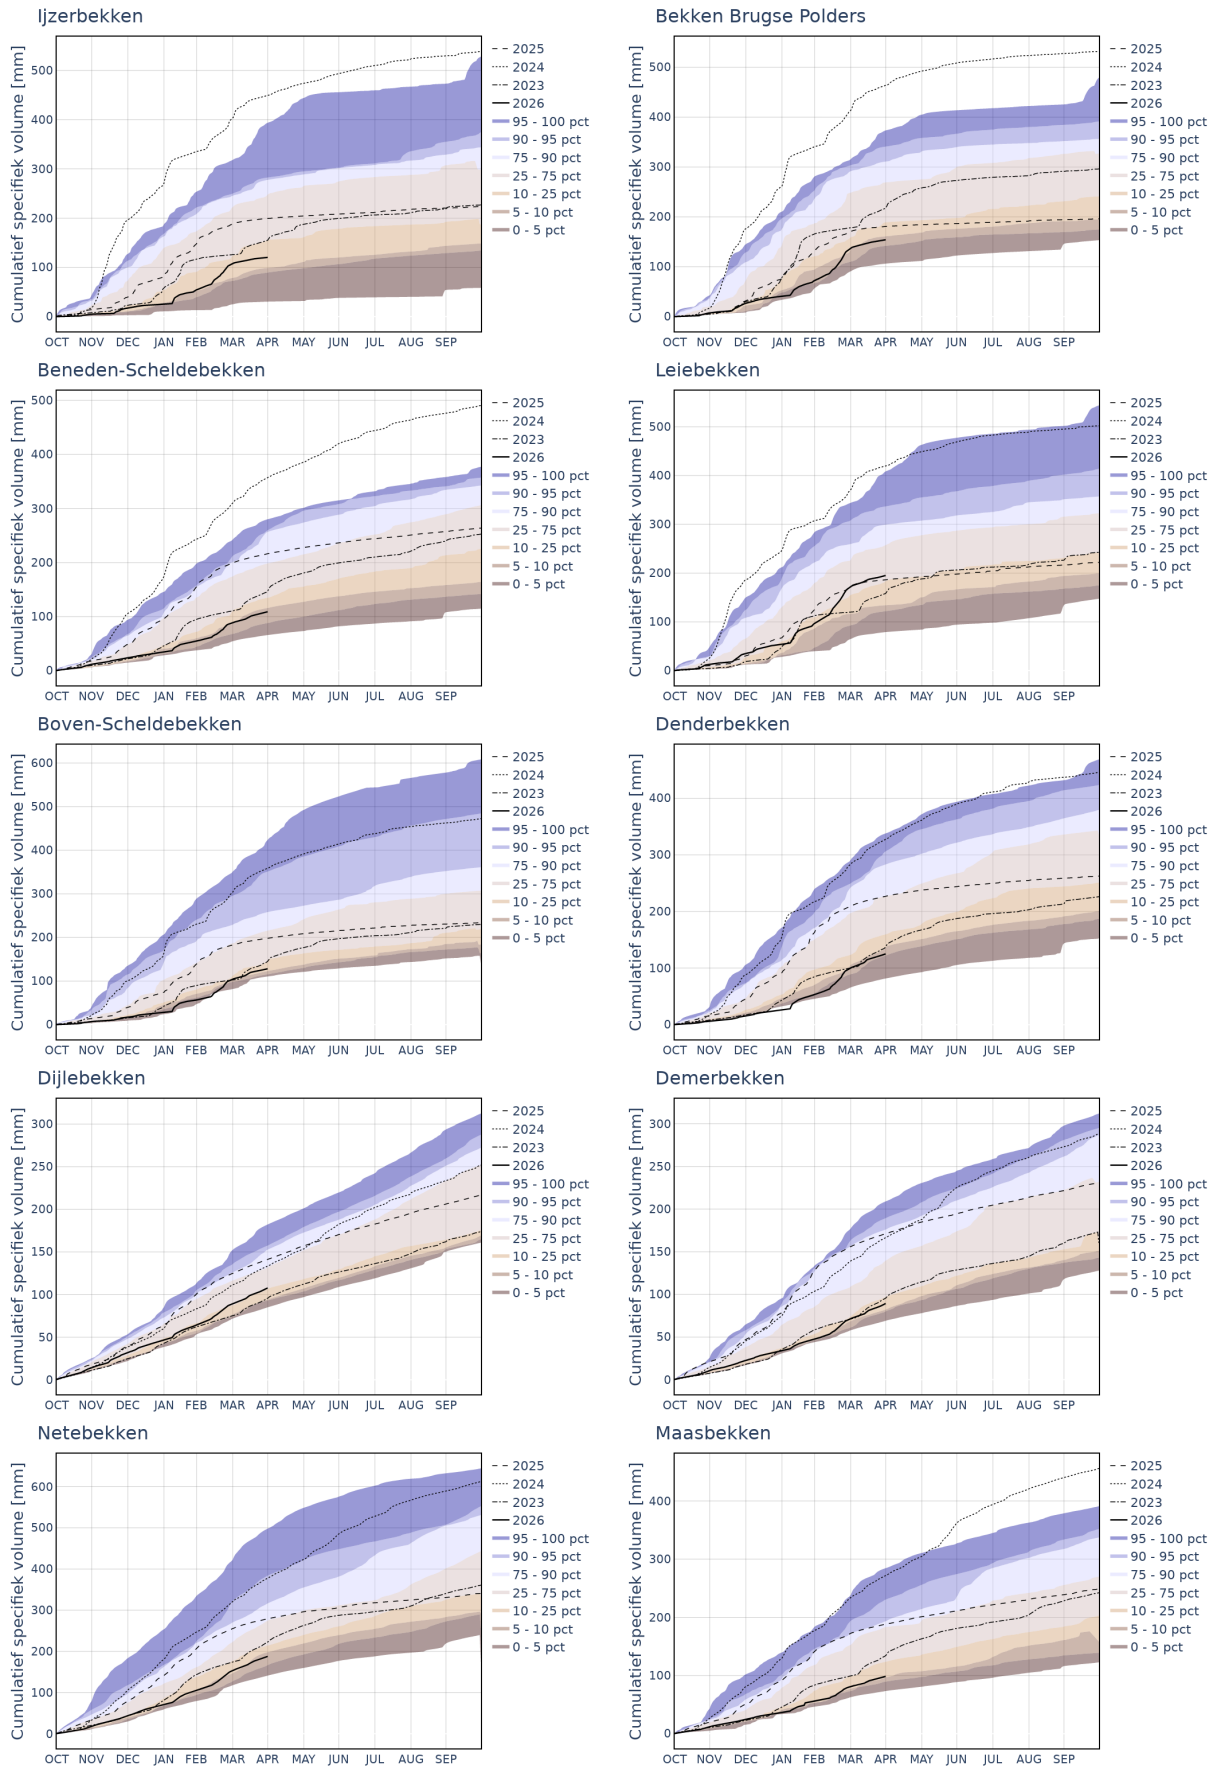 Ijzerbekken
Cumulatief specifiek volume [mm]
500
400
300
200
100
0
OCT NOV DEC JAN FEB MAR APR MAY JUN JUL AUG SEP
2025
2024
2023
2026
95 - 100 pct
90 - 95 pct
75 - 90 pct
25 - 75 pct
10 - 25 pct
5 - 10 pct
0 - 5 pct
Bekken Brugse Polders
Cumulatief specifiek volume [mm]
500
400
300
200
100
0
OCT NOV DEC JAN FEB MAR APR MAY JUN JUL AUG SEP
2025
2024
2023
2026
95 - 100 pct
90 - 95 pct
75 - 90 pct
25 - 75 pct
10 - 25 pct
5 - 10 pct
0 - 5 pct
Beneden-Scheldebekken
Cumulatief specifiek volume [mm]
500
400
300
200
100
0
OCT NOV DEC JAN FEB MAR APR MAY JUN JUL AUG SEP
2025
2024
2023
2026
95 - 100 pct
90 - 95 pct
75 - 90 pct
25 - 75 pct
10 - 25 pct
5 - 10 pct
0 - 5 pct
Leiebekken
Cumulatief specifiek volume [mm]
500
400
300
200
100
0
OCT NOV DEC JAN FEB MAR APR MAY JUN JUL AUG SEP
2025
2024
2023
2026
95 - 100 pct
90 - 95 pct
75 - 90 pct
25 - 75 pct
10 - 25 pct
5 - 10 pct
0 - 5 pct
Boven-Scheldebekken
Cumulatief specifiek volume [mm]
600
500
400
300
200
100
0
OCT NOV DEC JAN FEB MAR APR MAY JUN JUL AUG SEP
2025
2024
2023
2026
95 - 100 pct
90 - 95 pct
75 - 90 pct
25 - 75 pct
10 - 25 pct
5 - 10 pct
0 - 5 pct
Denderbekken
Cumulatief specifiek volume [mm]
400
300
200
100
0
OCT NOV DEC JAN FEB MAR APR MAY JUN JUL AUG SEP
2025
2024
2023
2026
95 - 100 pct
90 - 95 pct
75 - 90 pct
25 - 75 pct
10 - 25 pct
5 - 10 pct
0 - 5 pct
Dijlebekken
Cumulatief specifiek volume [mm]
300
250
200
150
100
50
0
OCT NOV DEC JAN FEB MAR APR MAY JUN JUL AUG SEP
2025
2024
2023
2026
95 - 100 pct
90 - 95 pct
75 - 90 pct
25 - 75 pct
10 - 25 pct
5 - 10 pct
0 - 5 pct
Demerbekken
Cumulatief specifiek volume [mm]
300
250
200
150
100
50
0
OCT NOV DEC JAN FEB MAR APR MAY JUN JUL AUG SEP
2025
2024
2023
2026
95 - 100 pct
90 - 95 pct
75 - 90 pct
25 - 75 pct
10 - 25 pct
5 - 10 pct
0 - 5 pct
Netebekken
Cumulatief specifiek volume [mm]
600
500
400
300
200
100
0
OCT NOV DEC JAN FEB MAR APR MAY JUN JUL AUG SEP
2025
2024
2023
2026
95 - 100 pct
90 - 95 pct
75 - 90 pct
25 - 75 pct
10 - 25 pct
5 - 10 pct
0 - 5 pct
Maasbekken
Cumulatief specifiek volume [mm]
400
300
200
100
0
OCT NOV DEC JAN FEB MAR APR MAY JUN JUL AUG SEP
2025
2024
2023
2026
95 - 100 pct
90 - 95 pct
75 - 90 pct
25 - 75 pct
10 - 25 pct
5 - 10 pct
0 - 5 pct